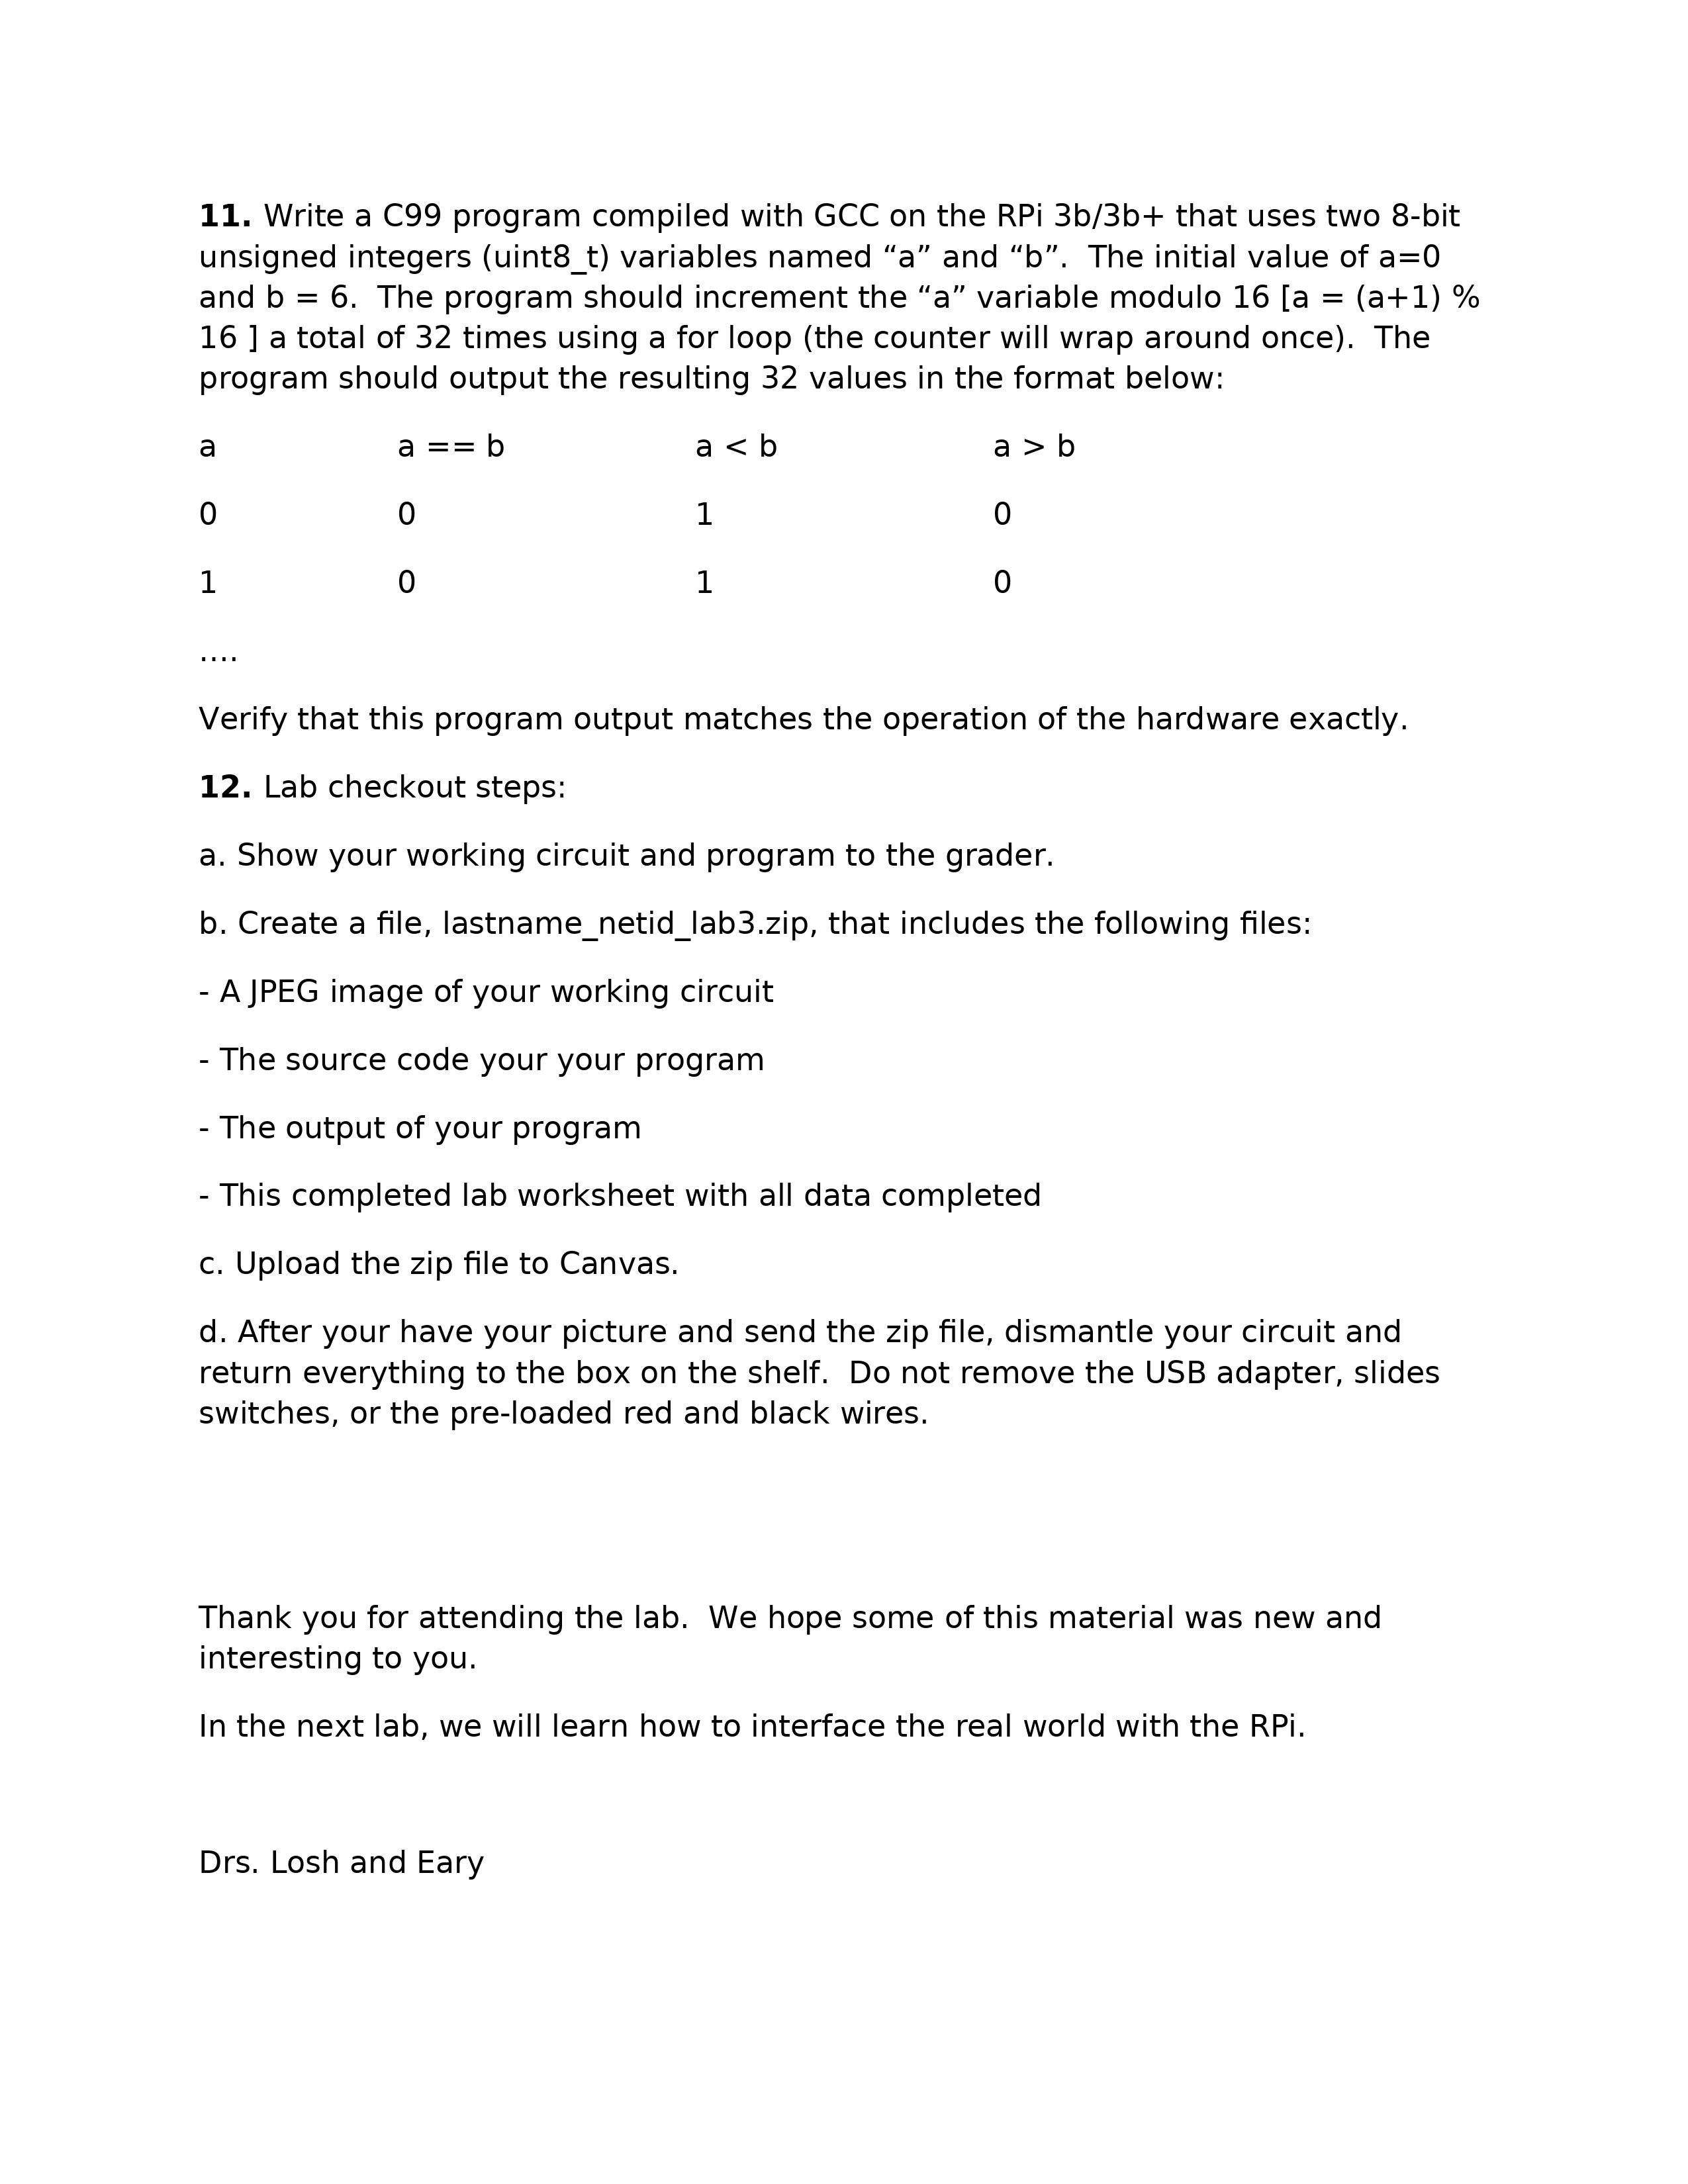 11. Write a C99 program compiled with GCC on the RPi 3b/3b+ that uses two 8-bit
unsigned integers (uint8_t) variables named “a” and “b”.  The initial value of a=0
and b = 6.  The program should increment the “a” variable modulo 16 [a = (a+1) %
16 ] a total of 32 times using a for loop (the counter will wrap around once).  The
program should output the resulting 32 values in the format below:
a a == b a < b a > b
0 0 1 0
1 0 1 0
....
Verify that this program output matches the operation of the hardware exactly.
12. Lab checkout steps:
a. Show your working circuit and program to the grader.
b. Create a file, lastname_netid_lab3.zip, that includes the following files:
- A JPEG image of your working circuit
- The source code your your program
- The output of your program
- This completed lab worksheet with all data completed
c. Upload the zip file to Canvas.
d. After your have your picture and send the zip file, dismantle your circuit and
return everything to the box on the shelf.  Do not remove the USB adapter, slides
switches, or the pre-loaded red and black wires.
Thank you for attending the lab.  We hope some of this material was new and
interesting to you.
In the next lab, we will learn how to interface the real world with the RPi.
Drs. Losh and Eary